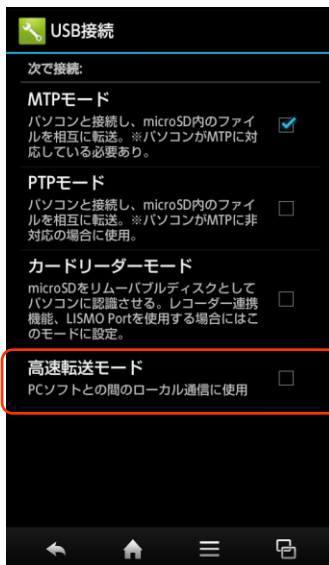 USB接続
次で接続:
MTPモード
パソコンと接続し、microSD内のファイ
ルを相互に転送。※パソコンがMTPに対
応している必要あり。
PTPモード
パソコンと接続し、microSD内のファイ
ルを相互に転送。※パソコンがMTPに非
対応の場合に使用。
カードリーダーモード
microSDをリムーバブルディスクとして
パソコンに認識させる。レコーダー連携
機能、LISMO Portを使用する場合にはこ
のモードに設定。
高速転送モード
PCソフトとの間のローカル通信に使用